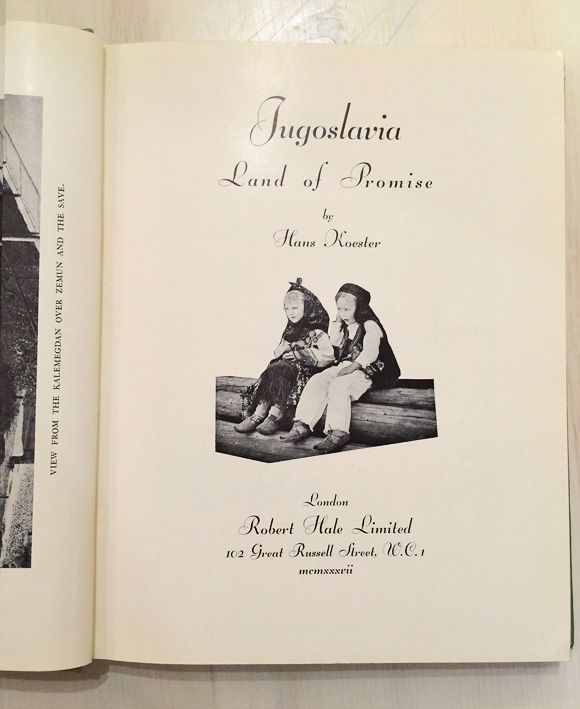 VIEW FROM THE KALEMEGDAN OVER ZEMUN AND THE SAVE.
Jugoslavia
Land of Promise
by
Hans Koester
London
Robert Hale Limited
102 Great Russell Street, W.C.1
mcmxxxvii